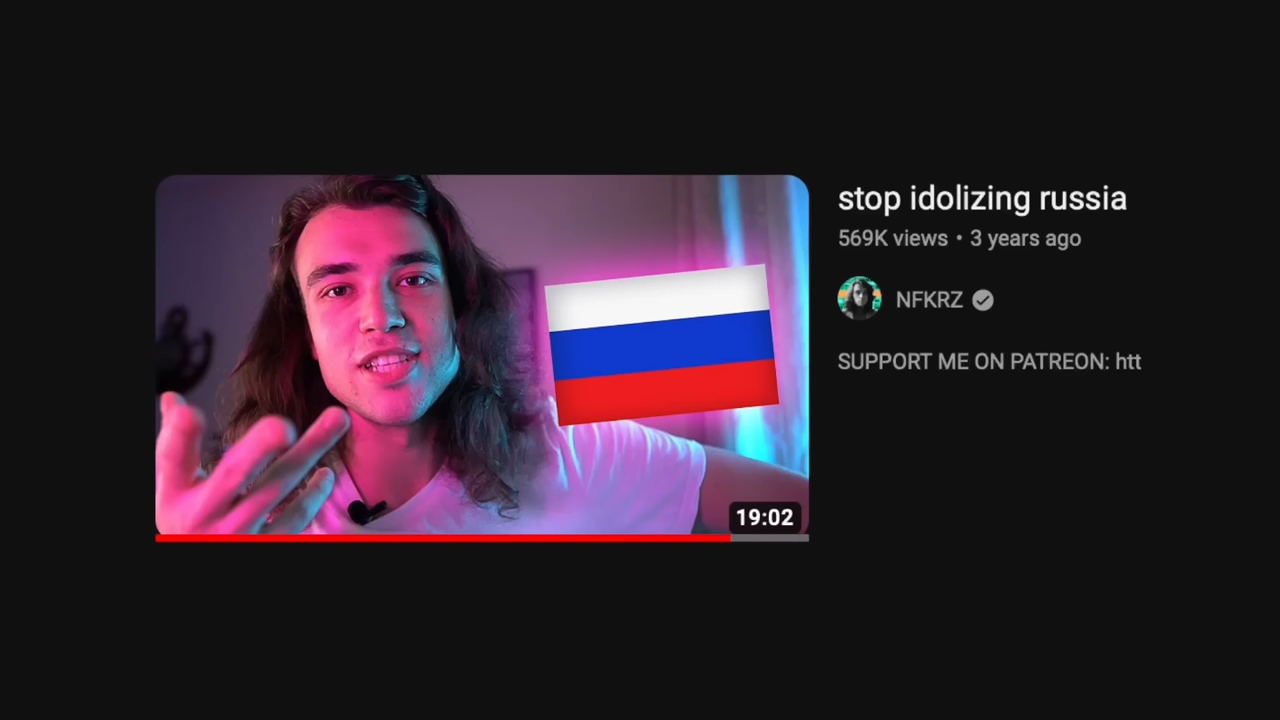 stop idolizing russia
569K views • 3 years ago
NFKRZ
SUPPORT ME ON PATREON: htt
19:02